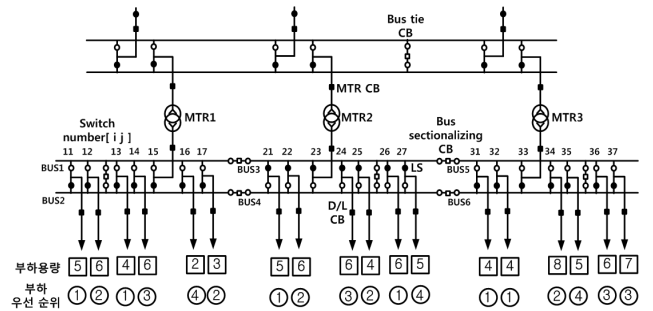 Bus tie
CB
MTR CB
MTR1
MTR2
MTR3
Switch
number[ i j ]
Bus
sectionalizing
CB
11 12 13 14 15 16 17 21 22 23 24 25 26 27 31 32 33 34 35 36 37
BUS1 BUS3 LS BUS5
BUS2 BUS4 BUS6
D/L
CB
부하용량 5 6 4 6 2 3 5 6 6 4 6 5 4 4 8 5 6 7
부하
우선 순위 1 2 1 3 4 2 1 2 3 2 1 4 1 1 2 4 3 3